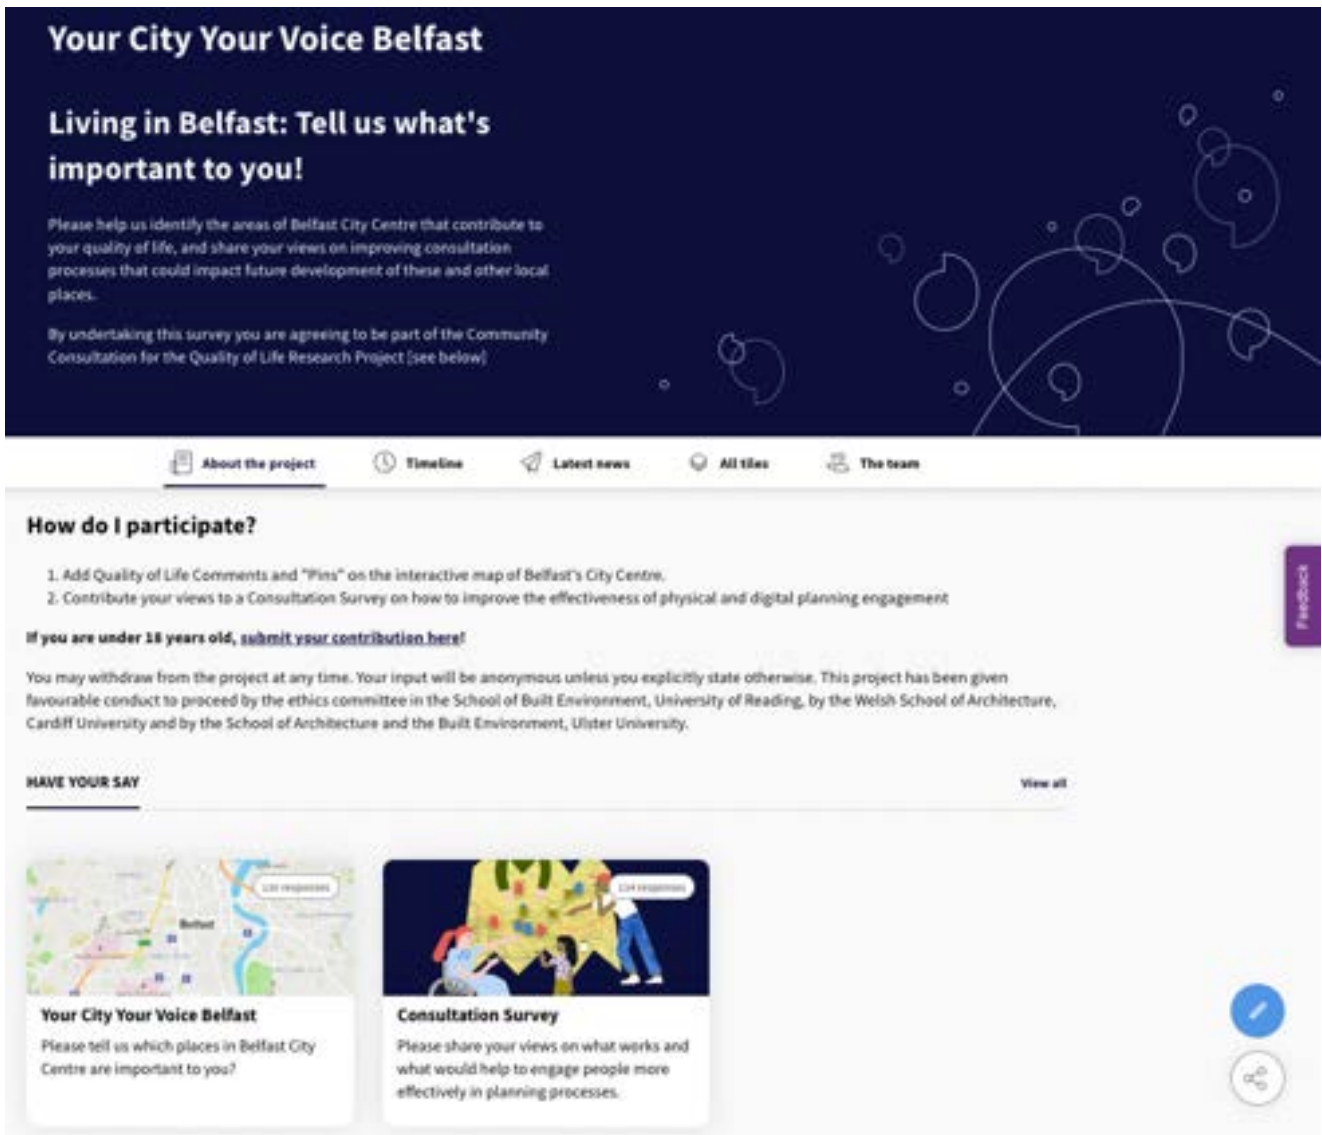 Your City Your Voice Belfast
Living in Belfast: Tell us what's
important to you!
Please help us identify the areas of Belfast City Centre that contribute to
your quality of life, and share your views on improving consultation
processes that could impact future development of these and other local
places.
By undertaking this survey you are agreeing to be part of the Community
Consultation for the Quality of Life Research Project [see below]
About the project
Timeline
Latest news
All tiles
The team
How do I participate?
1. Add Quality of Life Comments and "Pins" on the interactive map of Belfast's City Centre.
2. Contribute your views to a Consultation Survey on how to improve the effectiveness of physical and digital planning engagement
If you are under 18 years old, submit your contribution here!
You may withdraw from the project at any time. Your input will be anonymous unless you explicitly state otherwise. This project has been given
favourable conduct to proceed by the ethics committee in the School of Built Environment, University of Reading, by the Welsh School of Architecture,
Cardiff University and by the School of Architecture and the Built Environment, Ulster University.
Feedback
HAVE YOUR SAY
View all
responses
responses
Belfast
Your City Your Voice Belfast
Please tell us which places in Belfast City
Centre are important to you?
Consultation Survey
Please share your views on what works and
what would help to engage people more
effectively in planning processes.